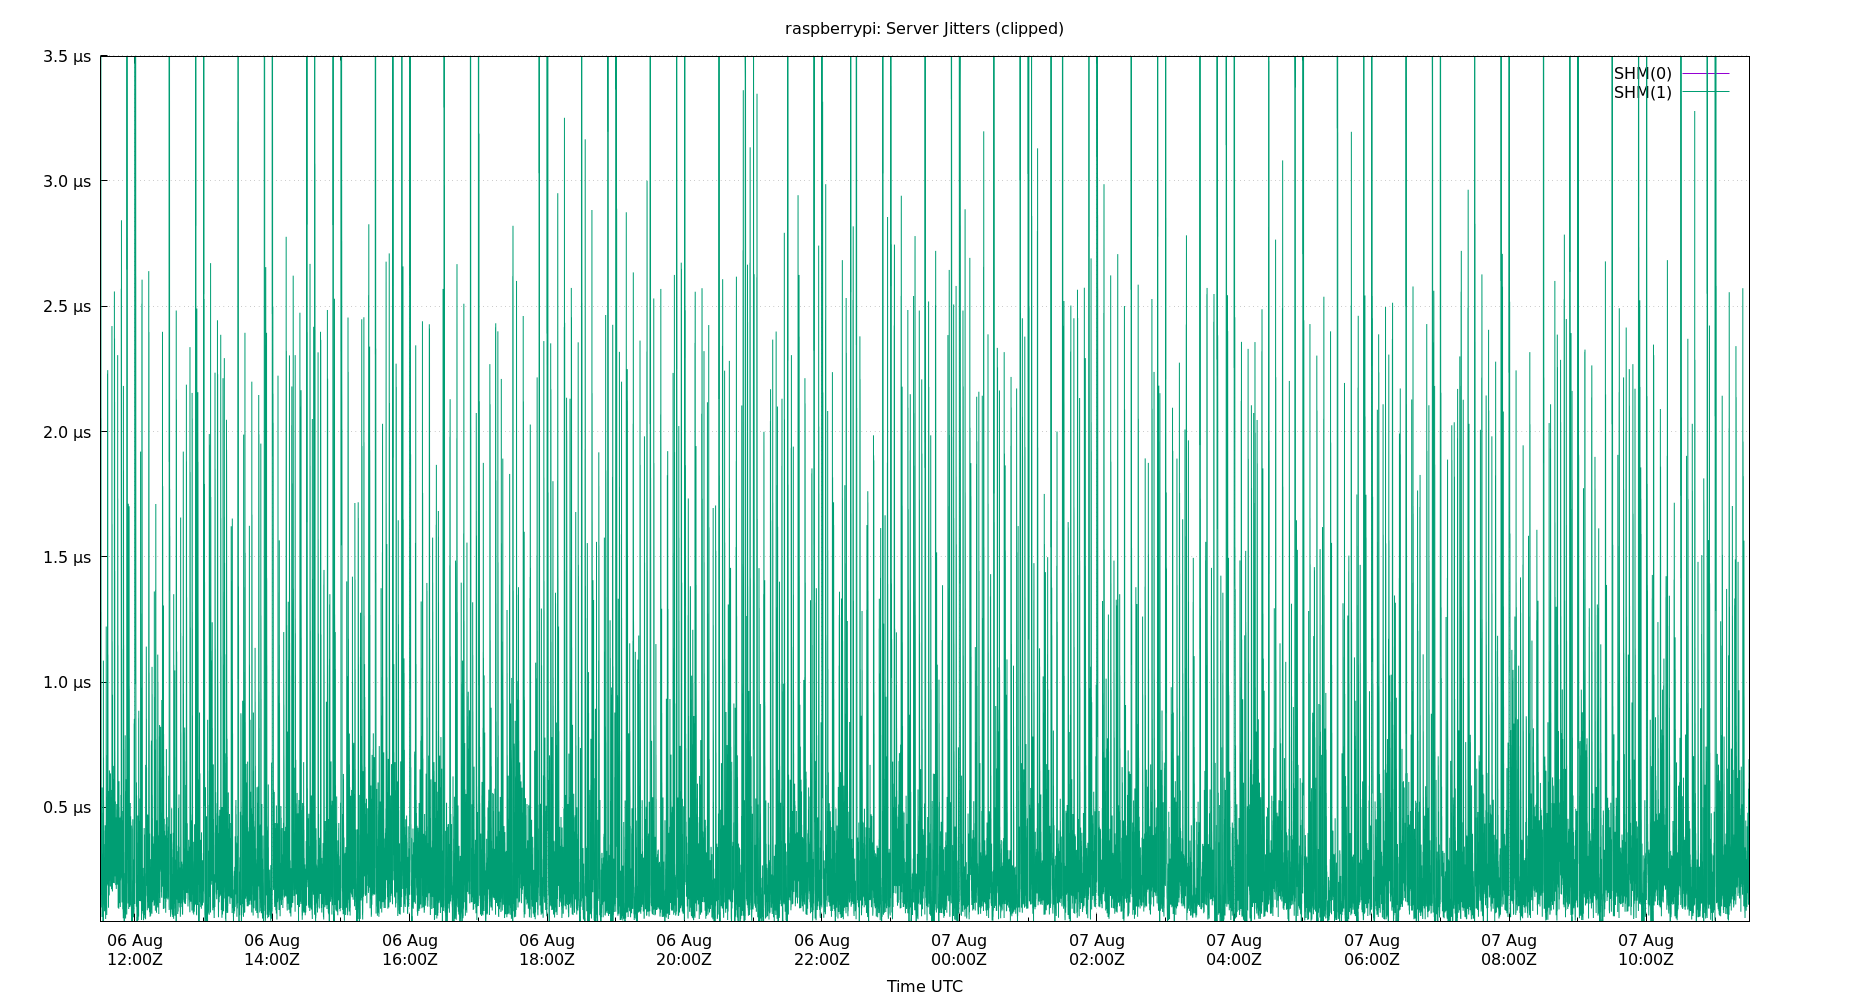 raspberrypi: Server Jitters (clipped)
3.5 µs
3.0 µs
2.5 µs
2.0 µs
1.5 µs
1.0 µs
0.5 µs
SHM(0)
SHM(1)
06 Aug 06 Aug 06 Aug 06 Aug 06 Aug 06 Aug 07 Aug 07 Aug 07 Aug 07 Aug 07 Aug 07 Aug
12:00Z 14:00Z 16:00Z 18:00Z 20:00Z 22:00Z 00:00Z 02:00Z 04:00Z 06:00Z 08:00Z 10:00Z
Time UTC